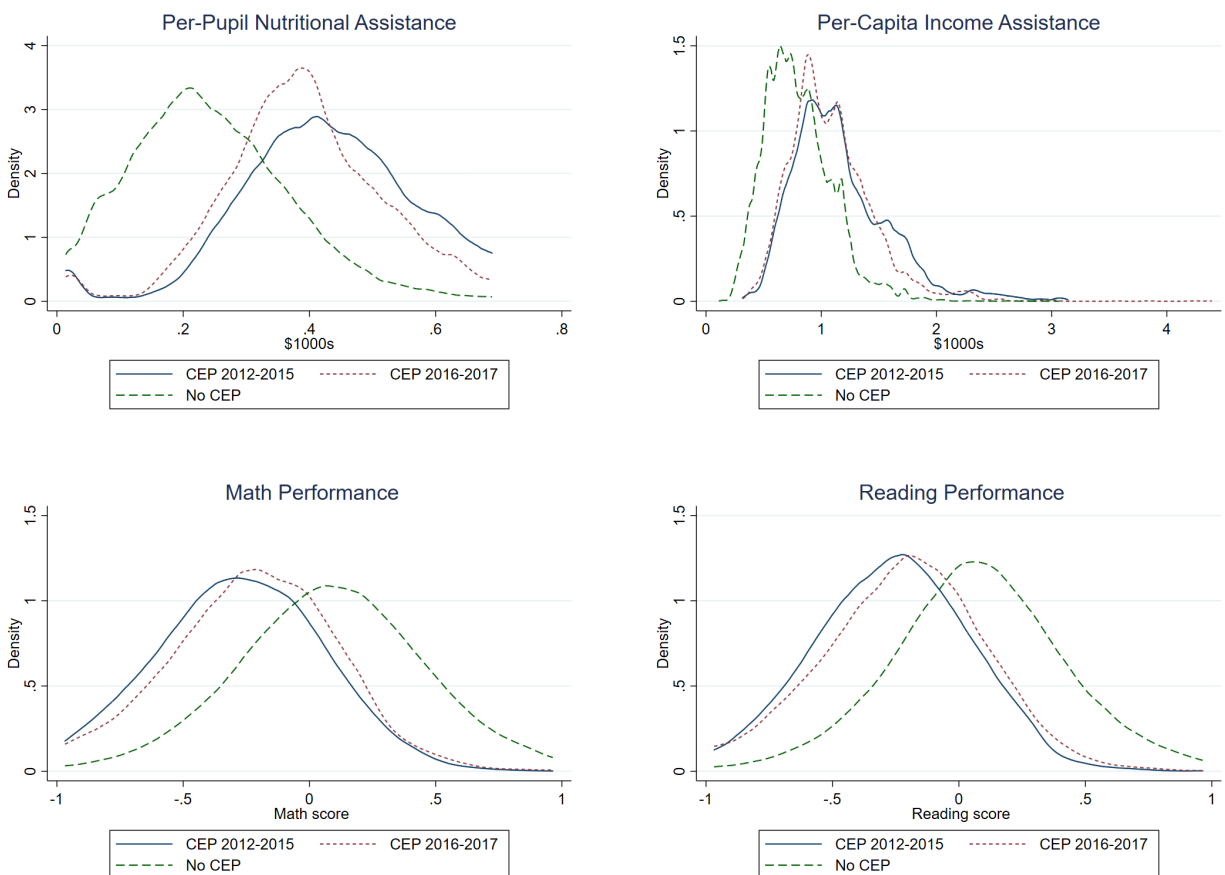 Per-Pupil Nutritional Assistance
4
3
2
1
0
Density
0 .2 .4 .6 .8
$1000s
CEP 2012-2015 CEP 2016-2017
No CEP
Per-Capita Income Assistance
1.5
1
.5
0
Density
0 1 2 3 4
$1000s
CEP 2012-2015 CEP 2016-2017
No CEP
Math Performance
1.5
1
.5
0
Density
-1 -.5 0 .5 1
Math score
CEP 2012-2015 CEP 2016-2017
No CEP
Reading Performance
1.5
1
.5
0
Density
-1 -.5 0 .5 1
Reading score
CEP 2012-2015 CEP 2016-2017
No CEP